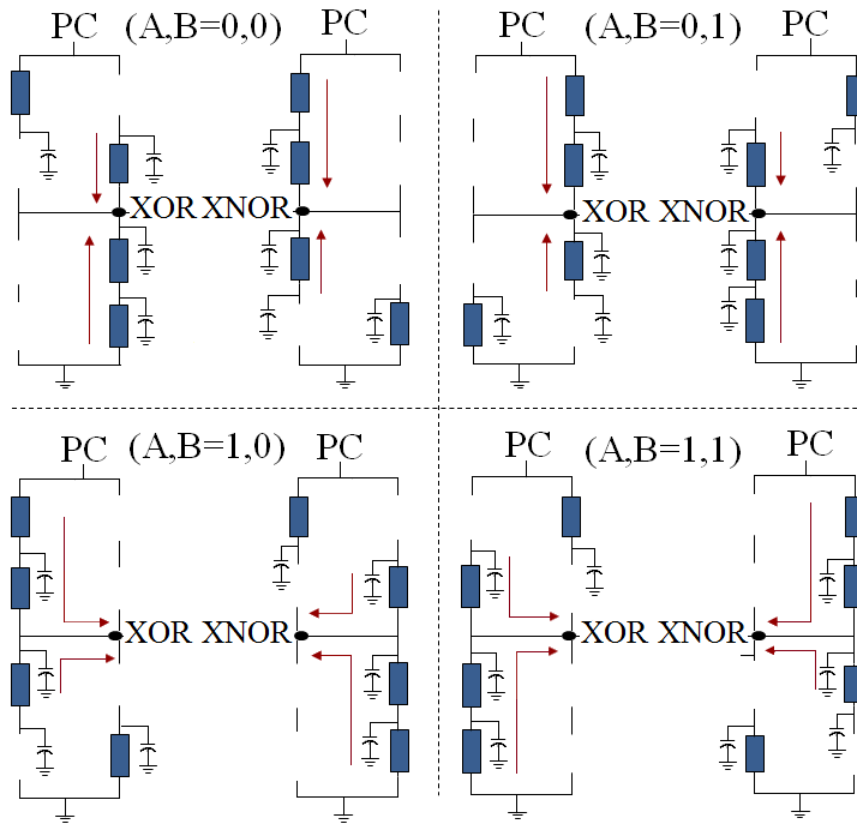 PC (A,B=0,0) PC
XOR XNOR
PC (A,B=0,1) PC
XOR XNOR
PC (A,B=1,0) PC
XOR XNOR
PC (A,B=1,1) PC
XOR XNOR